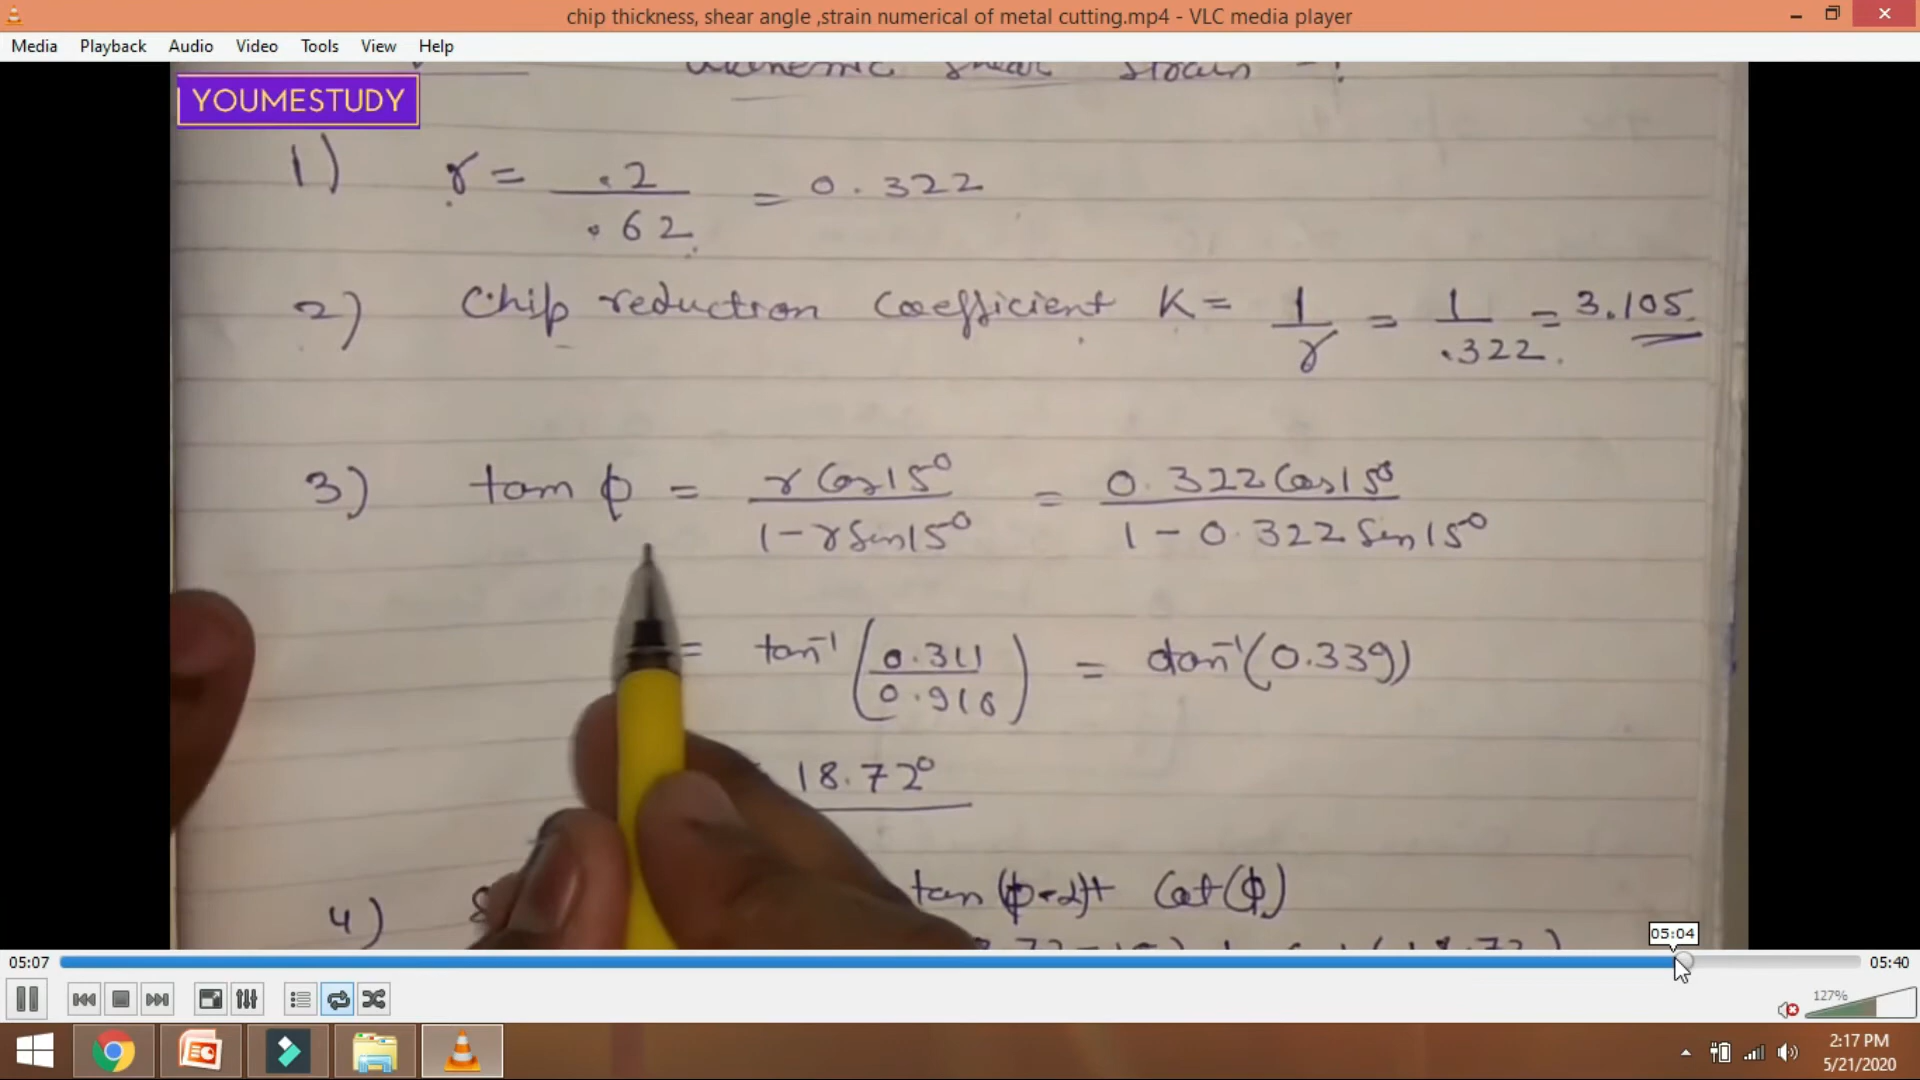 chip thickness, shear angle ,strain numerical of metal cutting.mp4 - VLC media player
Media Playback Audio Video Tools View Help
shear strain - ?
YOUMESTUDY
1) r = .2 / .62 = 0.322
2) Chip reduction Coefficient K = 1/r = 1/.322 = 3.105
3) tan φ = r Cos15° / 1 - r Sin15° = 0.322 Cos15° / 1 - 0.322 Sin15°
= tan⁻¹ (0.311 / 0.916) = tan⁻¹ (0.339)
18.72°
4) tan (φ-α)+ Cot (φ)
05:04
05:07 05:40
127%
2:17 PM
5/21/2020